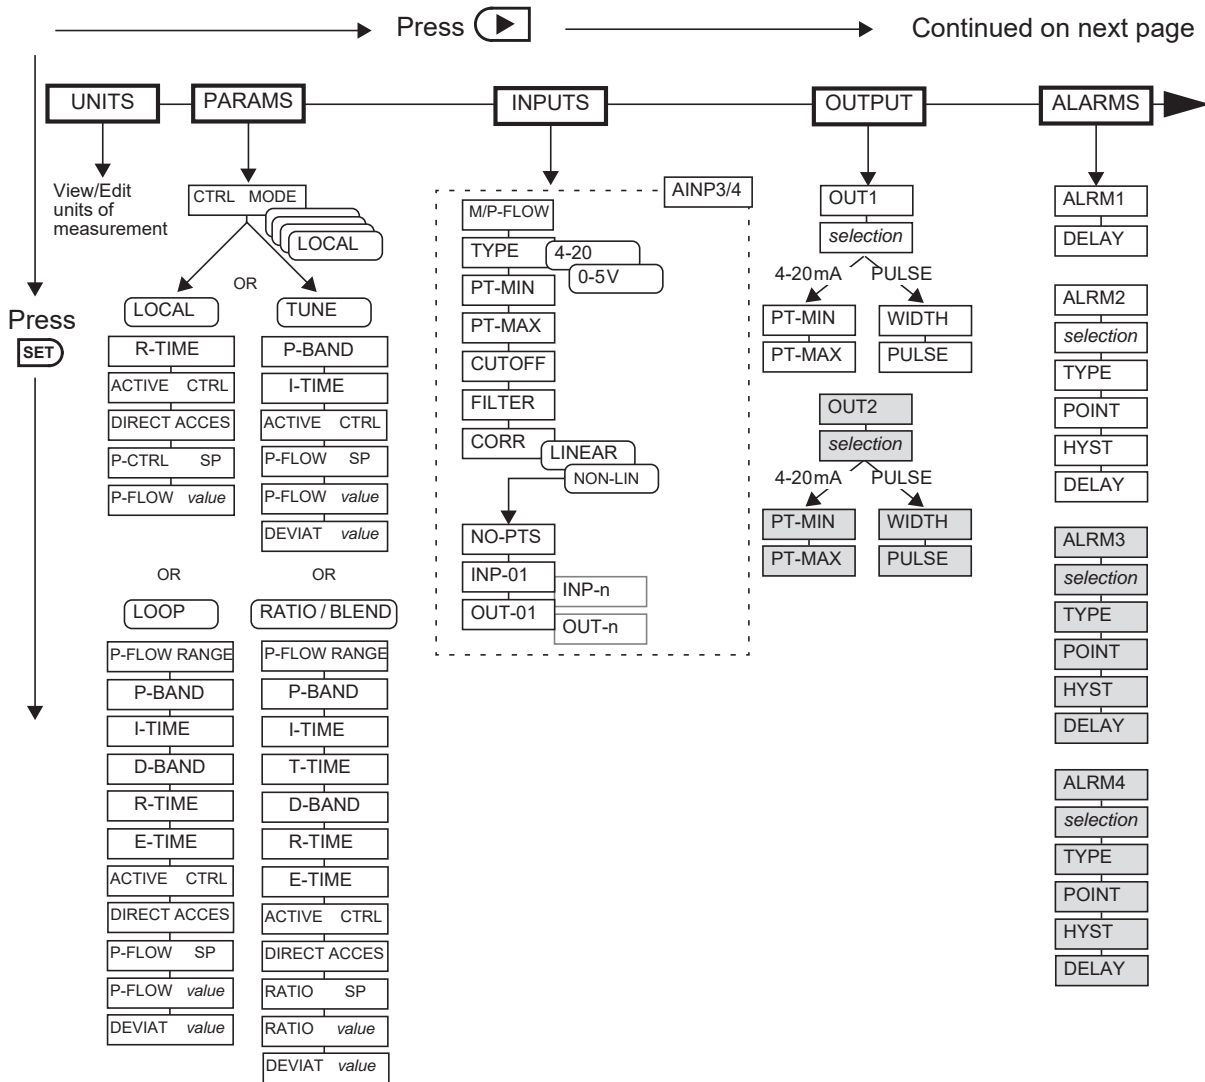 Press
Continued on next page
UNITS
PARAMS
INPUTS
OUTPUT
ALARMS
View/Edit
units of
measurement
Press
SET
CTRL MODE
LOCAL
OR
LOCAL
R-TIME
ACTIVE CTRL
DIRECT ACCES
P-CTRL SP
P-FLOW value
TUNE
P-BAND
I-TIME
ACTIVE CTRL
P-FLOW SP
P-FLOW value
DEVIAT value
OR
OR
LOOP
P-FLOW RANGE
P-BAND
I-TIME
D-BAND
R-TIME
E-TIME
ACTIVE CTRL
DIRECT ACCES
P-FLOW SP
P-FLOW value
DEVIAT value
RATIO / BLEND
P-FLOW RANGE
P-BAND
I-TIME
T-TIME
D-BAND
R-TIME
E-TIME
ACTIVE CTRL
DIRECT ACCES
RATIO SP
RATIO value
DEVIAT value
AINP3/4
M/P-FLOW
TYPE
4-20
0-5V
PT-MIN
PT-MAX
CUTOFF
FILTER
CORR
LINEAR
NON-LIN
NO-PTS
INP-01
INP-n
OUT-01
OUT-n
OUT1
selection
4-20mA PULSE
PT-MIN
PT-MAX
WIDTH
PULSE
OUT2
selection
4-20mA PULSE
PT-MIN
PT-MAX
WIDTH
PULSE
ALRM1
DELAY
ALRM2
selection
TYPE
POINT
HYST
DELAY
ALRM3
selection
TYPE
POINT
HYST
DELAY
ALRM4
selection
TYPE
POINT
HYST
DELAY